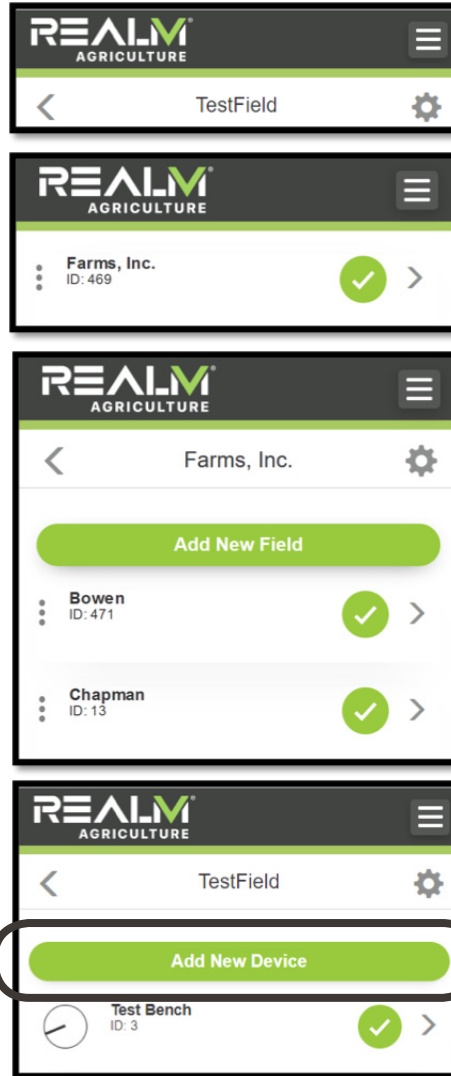 REALM®
AGRICULTURE
TestField
REALM®
AGRICULTURE
Farms, Inc.
ID: 469
REALM®
AGRICULTURE
Farms, Inc.
Add New Field
Bowen
ID: 471
Chapman
ID: 13
REALM®
AGRICULTURE
TestField
Add New Device
Test Bench
ID: 3